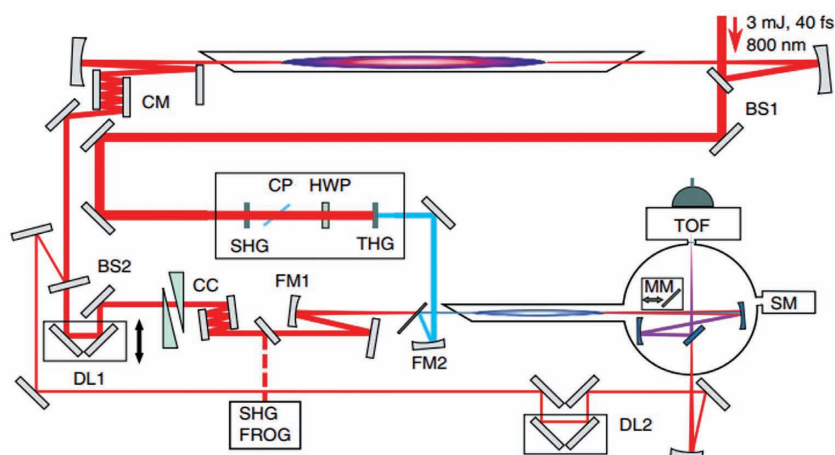 3 mJ, 40 fs
800 nm
CM
BS1
CP HWP
SHG THG
TOF
BS2
CC
FM1
MM
SM
DL1
FM2
SHG
FROG
DL2